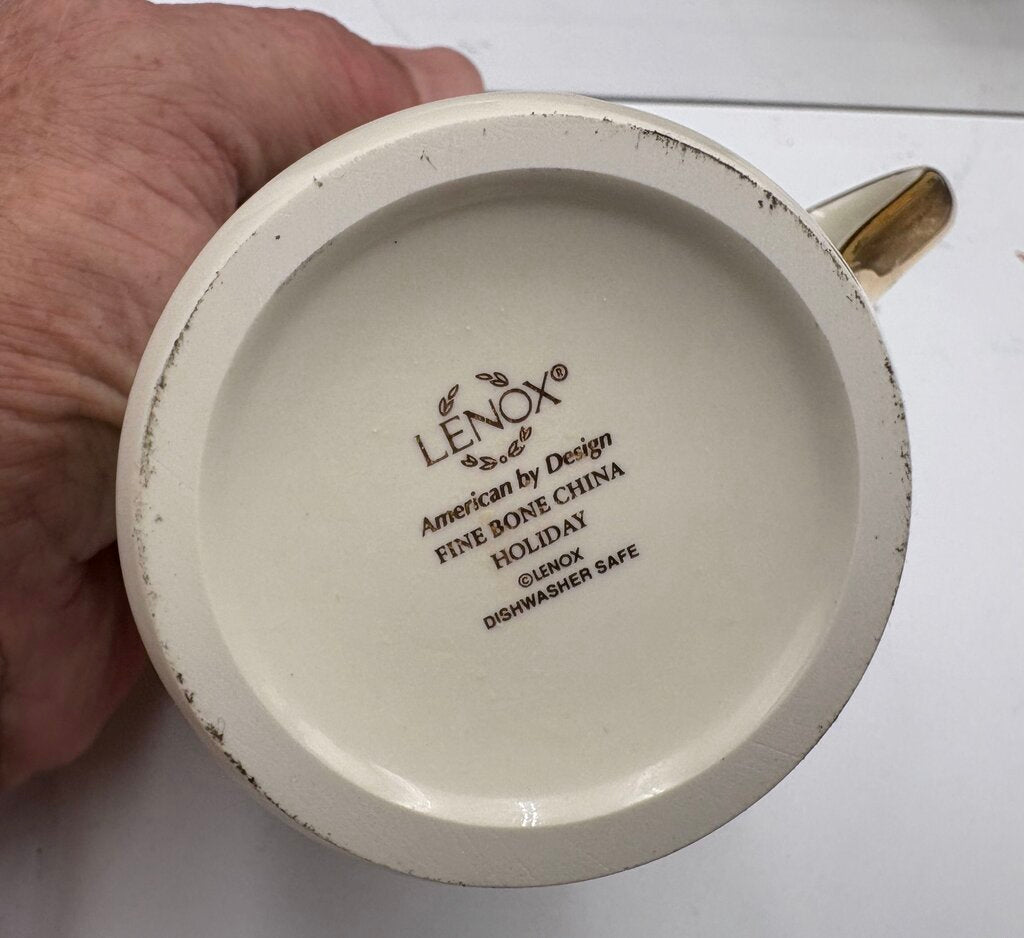 LENOX®
American by Design
FINE BONE CHINA
HOLIDAY
©LENOX
DISHWASHER SAFE